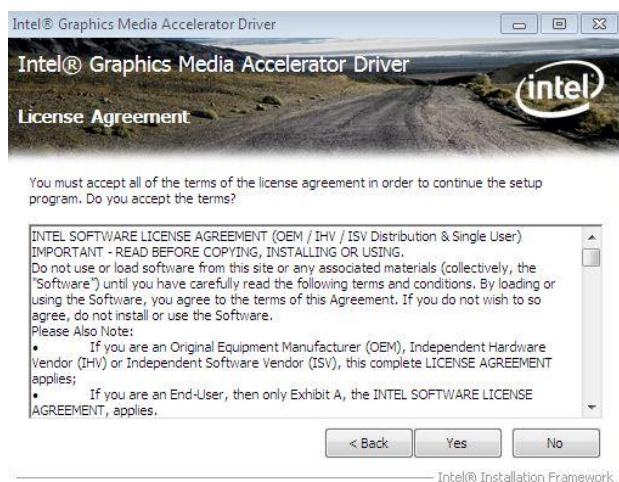 Intel® Graphics Media Accelerator Driver
Intel® Graphics Media Accelerator Driver
intel
License Agreement
You must accept all of the terms of the license agreement in order to continue the setup
program. Do you accept the terms?
INTEL SOFTWARE LICENSE AGREEMENT (OEM / IHV / ISV Distribution & Single User)
IMPORTANT - READ BEFORE COPYING, INSTALLING OR USING.
Do not use or load software from this site or any associated materials (collectively, the
"Software") until you have carefully read the following terms and conditions. By loading or
using the Software, you agree to the terms of this Agreement. If you do not wish to so
agree, do not install or use the Software.
Please Also Note:
• If you are an Original Equipment Manufacturer (OEM), Independent Hardware
Vendor (IHV) or Independent Software Vendor (ISV), this complete LICENSE AGREEMENT
applies;
• If you are an End-User, then only Exhibit A, the INTEL SOFTWARE LICENSE
AGREEMENT, applies.
< Back Yes No
Intel® Installation Framework